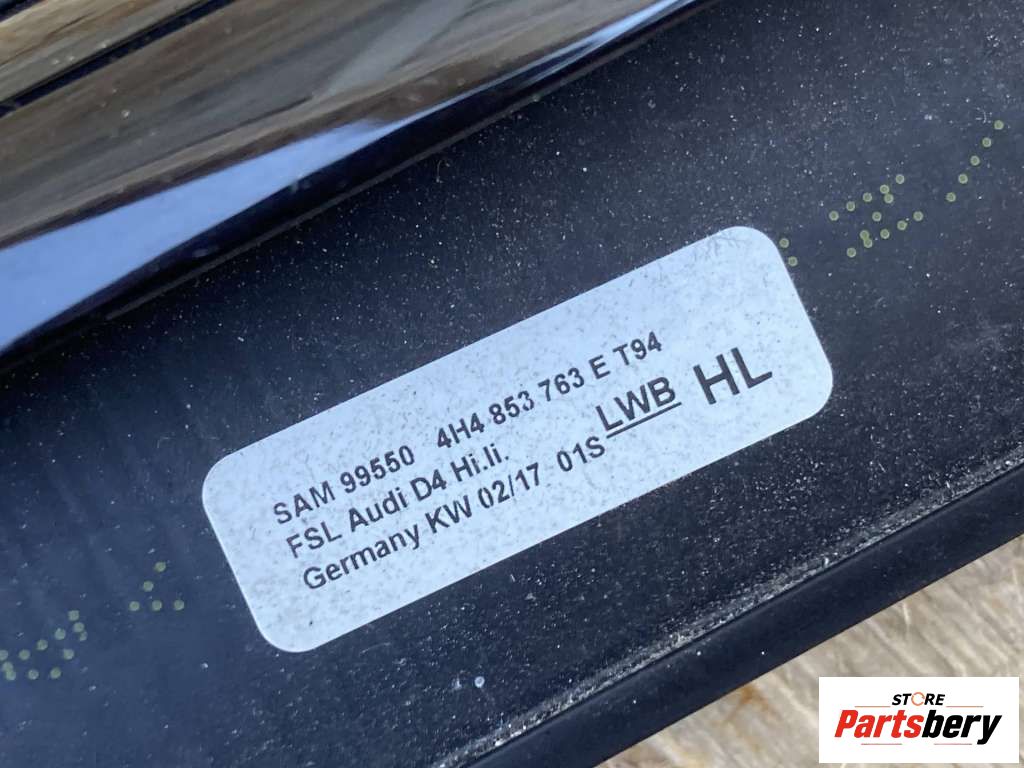 SAM 99550 4H4 853 763 E T94
FSL Audi D4 Hi.li. LWB HL
Germany KW 02/17 01S
STORE
Partsbery